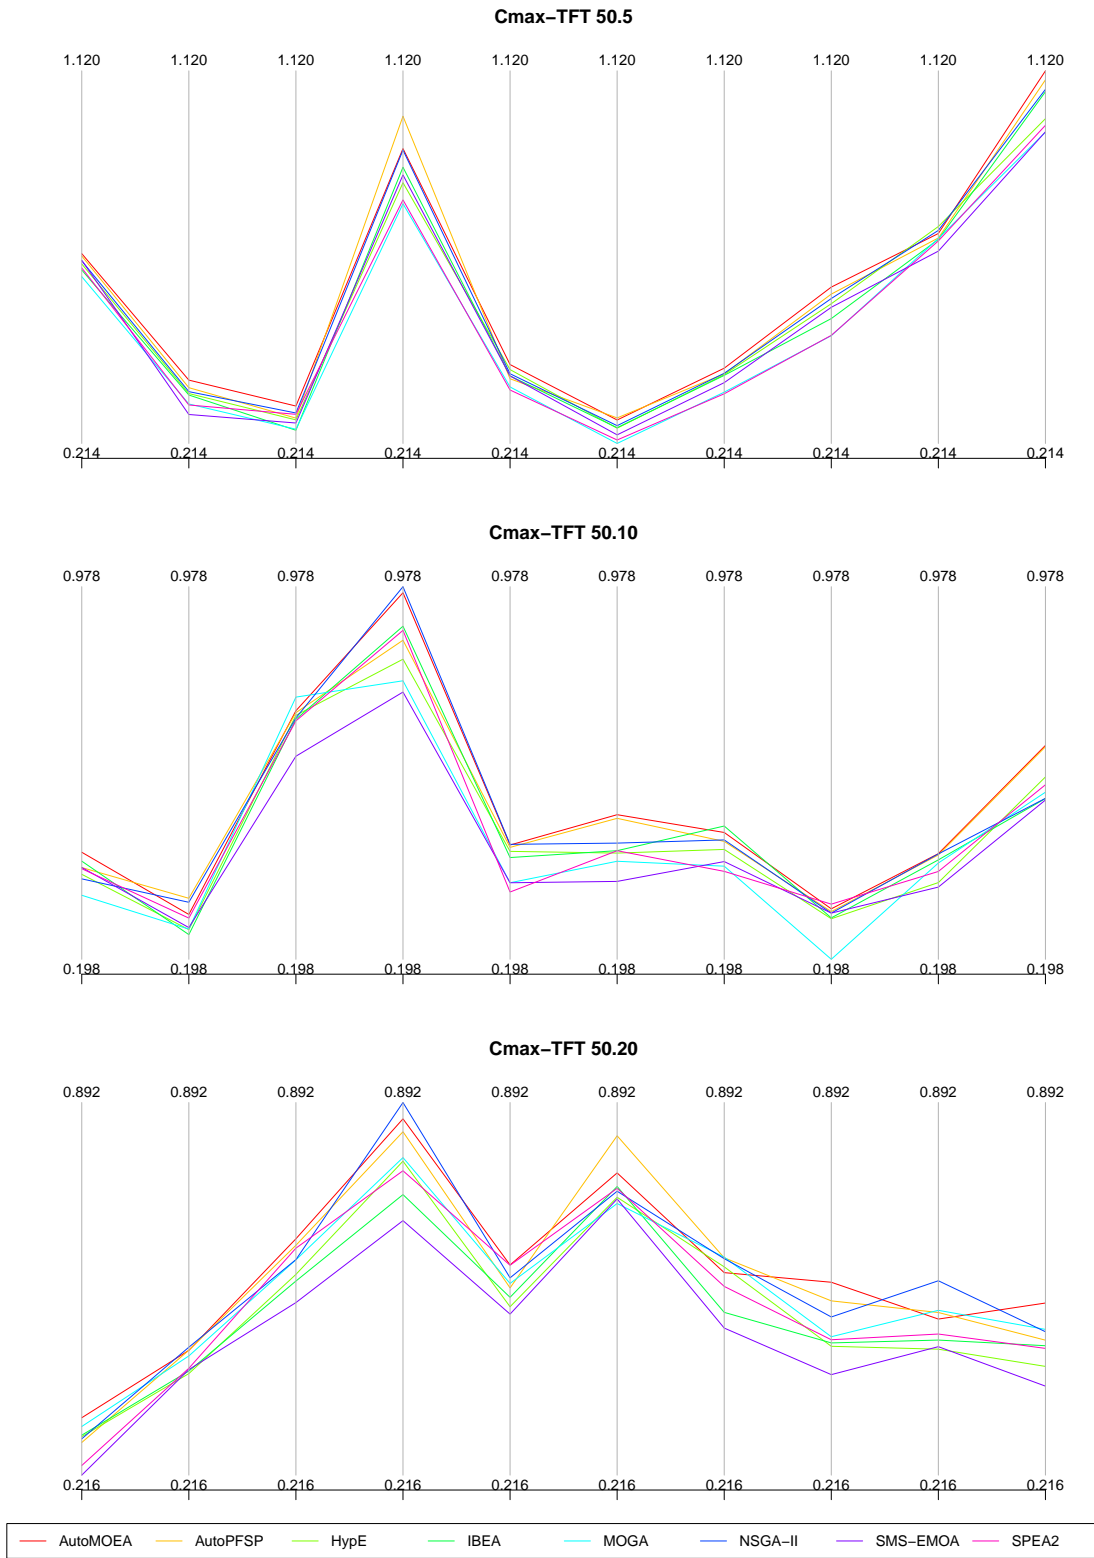 Cmax−TFT 50.5
1.120 1.120 1.120 1.120 1.120 1.120 1.120 1.120 1.120 1.120
0.214 0.214 0.214 0.214 0.214 0.214 0.214 0.214 0.214 0.214
Cmax−TFT 50.10
0.978 0.978 0.978 0.978 0.978 0.978 0.978 0.978 0.978 0.978
0.198 0.198 0.198 0.198 0.198 0.198 0.198 0.198 0.198 0.198
Cmax−TFT 50.20
0.892 0.892 0.892 0.892 0.892 0.892 0.892 0.892 0.892 0.892
0.216 0.216 0.216 0.216 0.216 0.216 0.216 0.216 0.216 0.216
AutoMOEA AutoPFSP HypE IBEA MOGA NSGA−II SMS−EMOA SPEA2